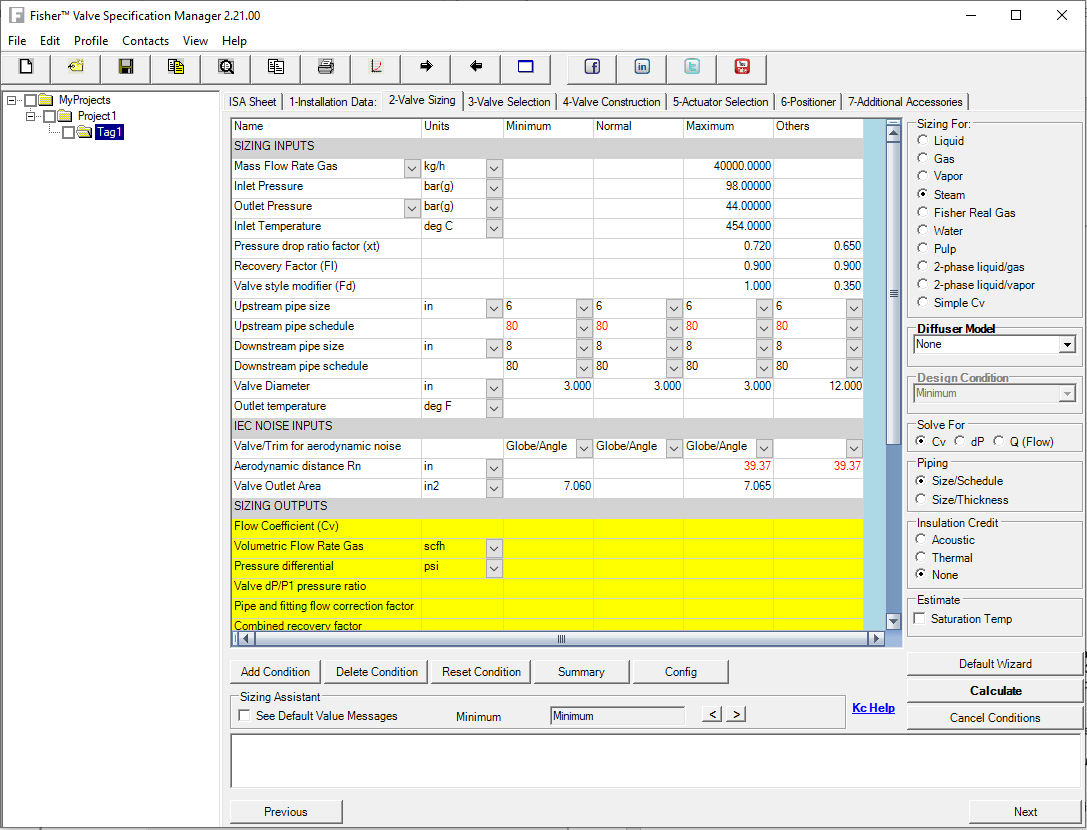 Fisher™ Valve Specification Manager 2.21.00
File Edit Profile Contacts View Help
MyProjects
Project1
Tag1
ISA Sheet 1-Installation Data: 2-Valve Sizing 3-Valve Selection 4-Valve Construction 5-Actuator Selection 6-Positioner 7-Additional Accessories
Name Units Minimum Normal Maximum Others
SIZING INPUTS
Mass Flow Rate Gas kg/h 40000.0000
Inlet Pressure bar(g) 98.0000
Outlet Pressure bar(g) 44.0000
Inlet Temperature deg C 454.0000
Pressure drop ratio factor (xt) 0.720 0.650
Recovery Factor (Fl) 0.900 0.900
Valve style modifier (Fd) 1.000 0.350
Upstream pipe size in 6 6 6 6
Upstream pipe schedule 80 80 80 80
Downstream pipe size in 8 8 8 8
Downstream pipe schedule 80 80 80 80
Valve Diameter in 3.000 3.000 3.000 12.000
Outlet temperature deg F
IEC NOISE INPUTS
Valve/Trim for aerodynamic noise Globe/Angle Globe/Angle Globe/Angle
Aerodynamic distance Rn in 39.37 39.37
Valve Outlet Area in2 7.060 7.065
SIZING OUTPUTS
Flow Coefficient (Cv)
Volumetric Flow Rate Gas scfh
Pressure differential psi
Valve dP/P1 pressure ratio
Pipe and fitting flow correction factor
Combined recovery factor
Sizing For:
Liquid
Gas
Vapor
Steam
Fisher Real Gas
Water
Pulp
2-phase liquid/gas
2-phase liquid/vapor
Simple Cv
Diffuser Model
None
Design Condition
Minimum
Solve For
Cv dP Q (Flow)
Piping
Size/Schedule
Size/Thickness
Insulation Credit
Acoustic
Thermal
None
Estimate
Saturation Temp
Add Condition Delete Condition Reset Condition Summary Config
Default Wizard
Calculate
Cancel Conditions
Sizing Assistant
See Default Value Messages Minimum Minimum < >
Kc Help
Previous Next